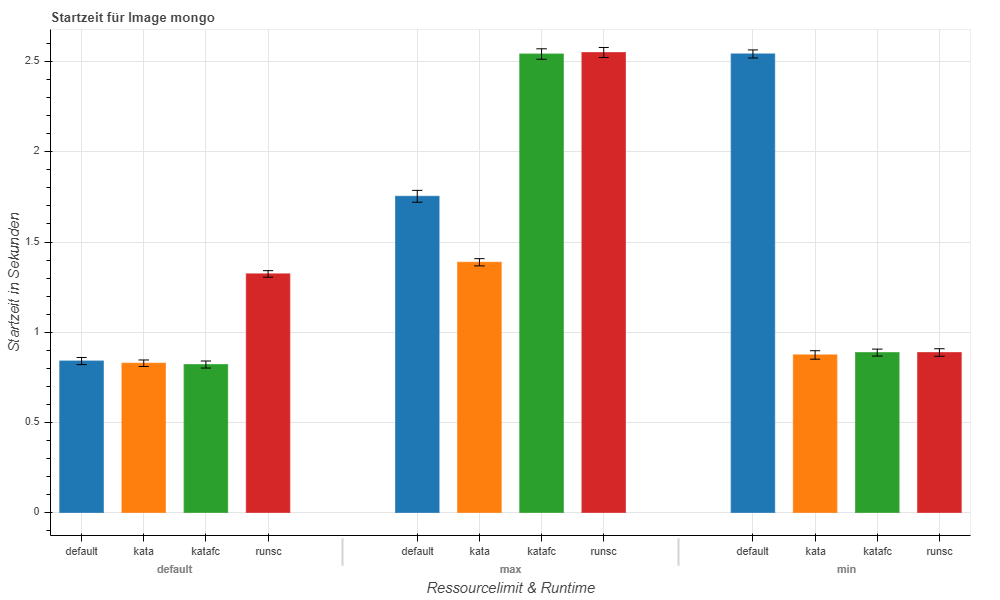 Startzeit für Image mongo
Startzeit in Sekunden
2.5
2
1.5
1
0.5
0
default kata katafc runsc default kata katafc runsc default kata katafc runsc
default max min
Ressourcelimit & Runtime